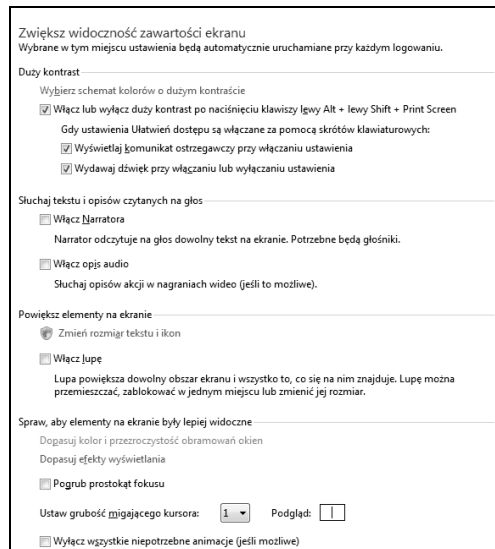 Zwiększ widoczność zawartości ekranu
Wybrane w tym miejscu ustawienia będą automatycznie uruchamiane przy każdym logowaniu.
Duży kontrast
Wybierz schemat kolorów o dużym kontraście
Włącz lub wyłącz duży kontrast po naciśnięciu klawiszy lewy Alt + lewy Shift + Print Screen
Gdy ustawienia Ułatwień dostępu są włączane za pomocą skrótów klawiaturowych:
Wyświetlaj komunikat ostrzegawczy przy włączaniu ustawienia
Wydawaj dźwięk przy włączaniu lub wyłączaniu ustawienia
Słuchaj tekstu i opisów czytanych na głos
Włącz Narratora
Narrator odczytuje na głos dowolny tekst na ekranie. Potrzebne będą głośniki.
Włącz opis audio
Słuchaj opisów akcji w nagraniach wideo (jeśli to możliwe).
Powiększ elementy na ekranie
Zmień rozmiar tekstu i ikon
Włącz lupę
Lupa powiększa dowolny obszar ekranu i wszystko to, co się na nim znajduje. Lupę można
przemieszczać, zablokować w jednym miejscu lub zmienić jej rozmiar.
Spraw, aby elementy na ekranie były lepiej widoczne
Dopasuj kolor i przezroczystość obramowań okien
Dopasuj efekty wyświetlania
Pogrub prostokąt fokusu
Ustaw grubość migającego kursora: 1 Podgląd:
Wyłącz wszystkie niepotrzebne animacje (jeśli możliwe)